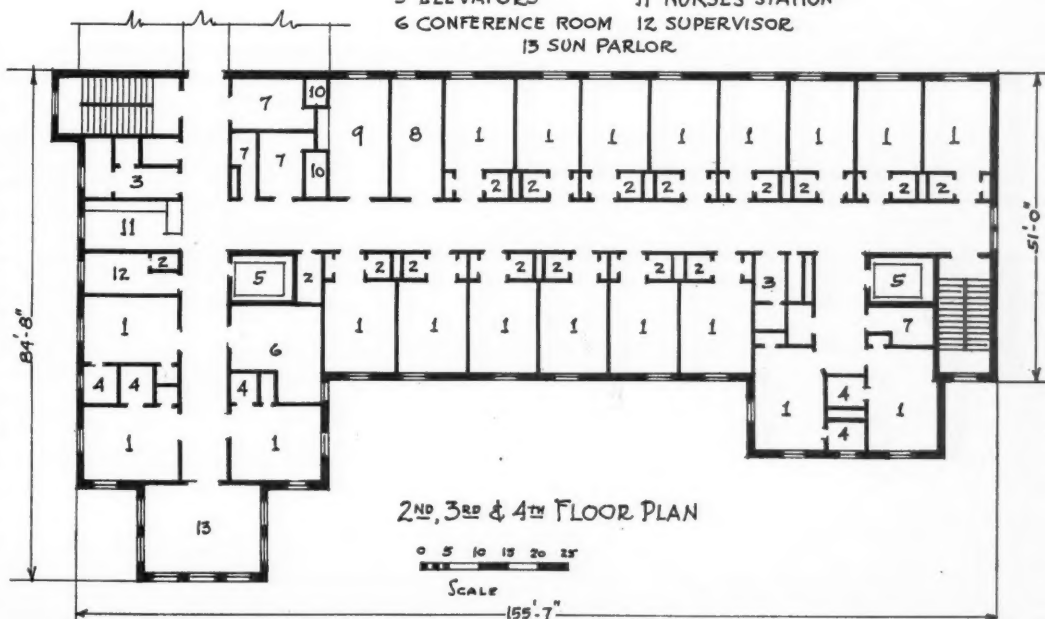 5 ELEVATORS 11 NURSES STATION
6 CONFERENCE ROOM 12 SUPERVISOR
13 SUN PARLOR
7 10 9 8 1 1 1 1 1 1 1 1
7 7 10
3 2 2 2 2 2 2 2 2
11
51'-0"
12 2 5 2 2 2 2 2 2 2 3 5
84'-8"
1 6 1 1 1 1 1 1 7
4 4 4 4
1 1 1 1
4
13
2ND, 3RD & 4TH FLOOR PLAN
0 5 10 15 20 25
SCALE
155'-7"